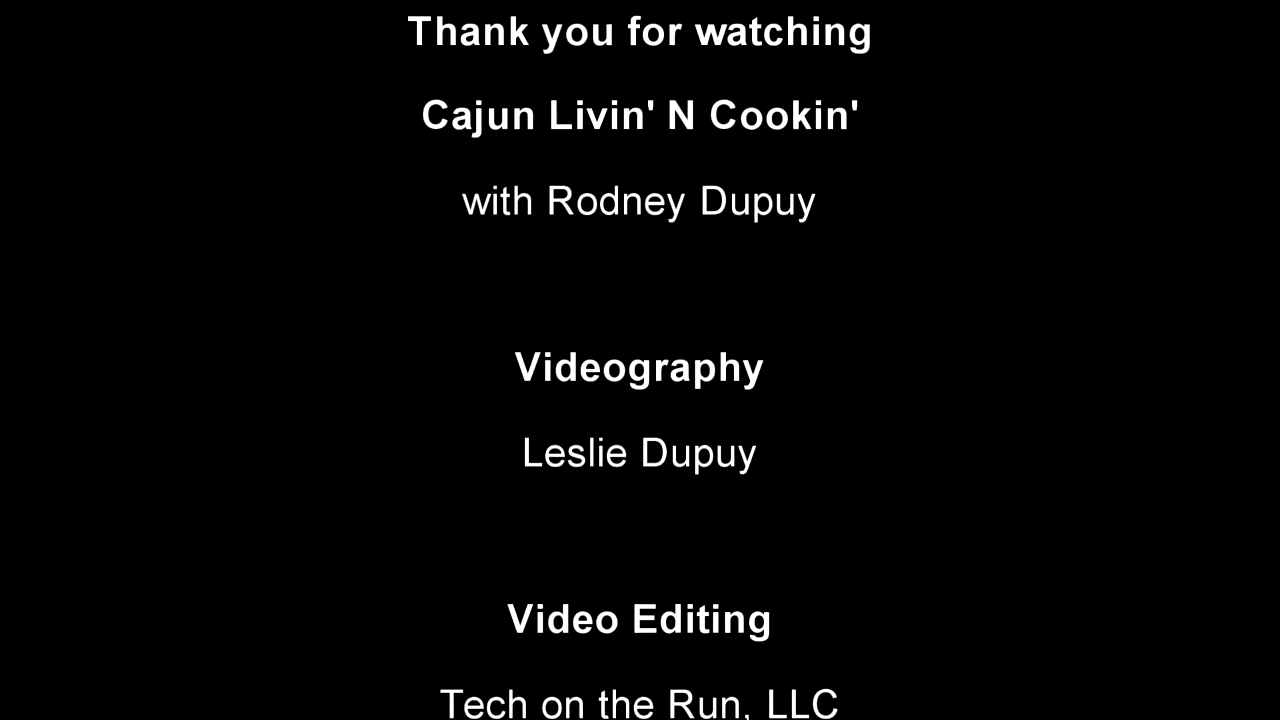 Thank you for watching
Cajun Livin' N Cookin'
with Rodney Dupuy
Videography
Leslie Dupuy
Video Editing
Tech on the Run, LLC